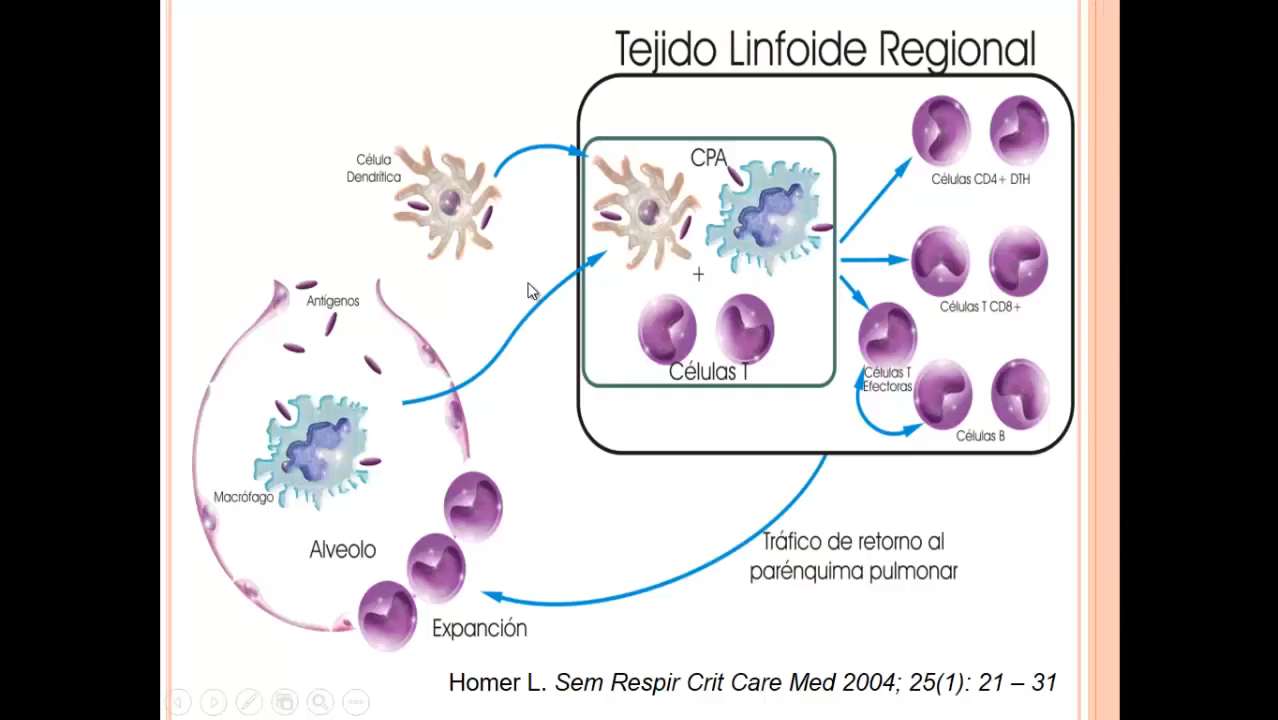 Tejido Linfoide Regional
Célula
Dendrítica
CPA
+
Células T
Células CD4+ DTH
Células T CD8+
Células T
Efectoras
Células B
Antígenos
Macrófago
Alveolo
Expanción
Tráfico de retorno al
parénquima pulmonar
Homer L. Sem Respir Crit Care Med 2004; 25(1): 21 – 31